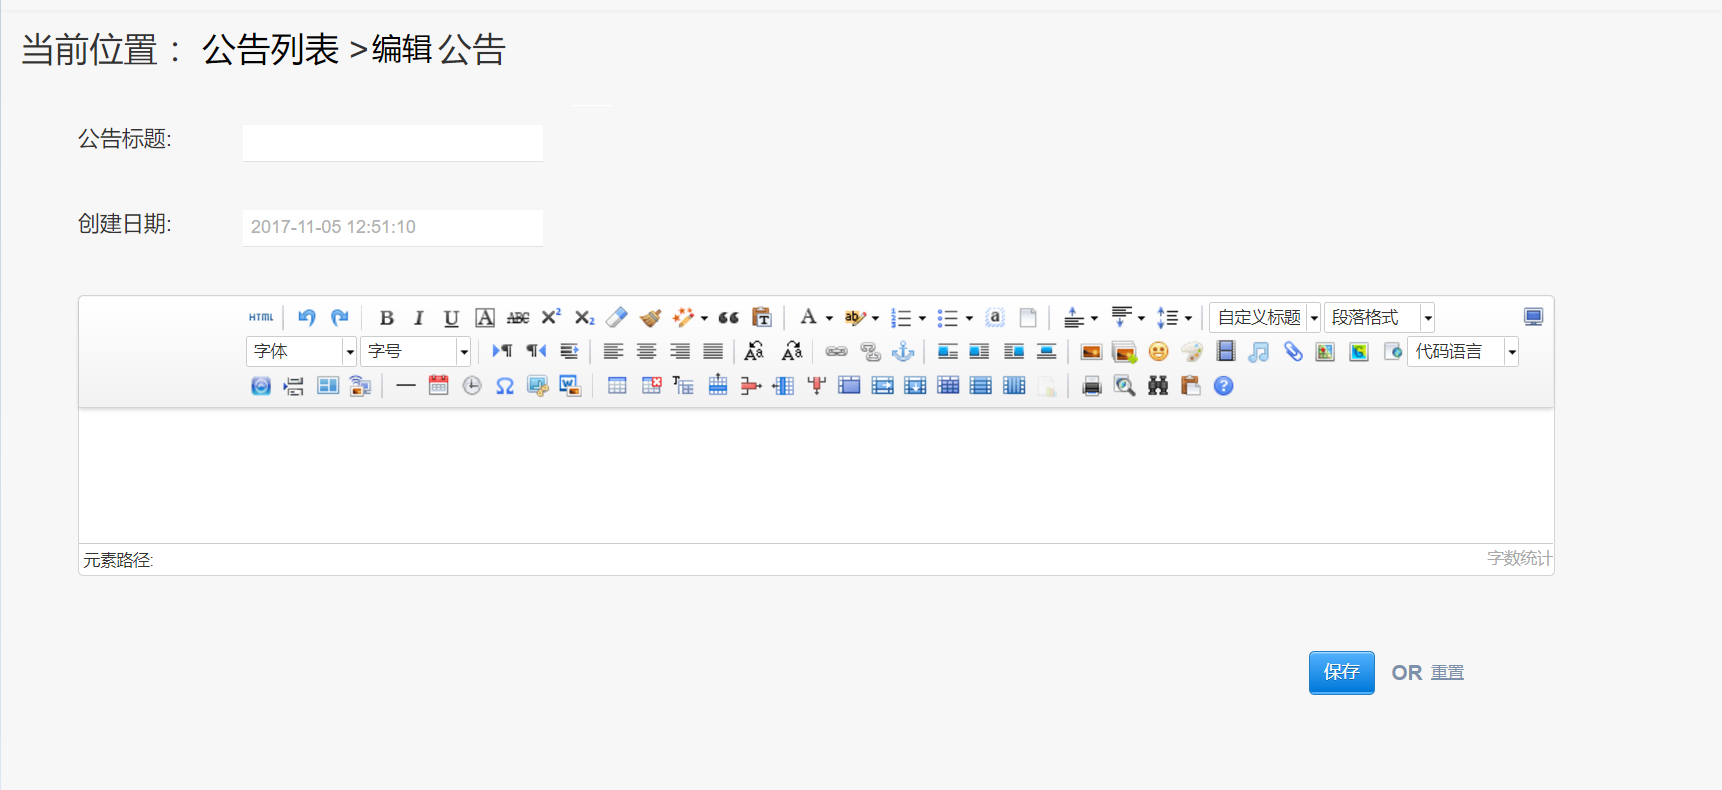 当前位置： 公告列表 >编辑 公告
公告标题:
创建日期: 2017-11-05 12:51:10
HTML B I U A ABC X² X₂ 自定义标题 段落格式
字体 字号 代码语言
元素路径: 字数统计
保存 OR 重置